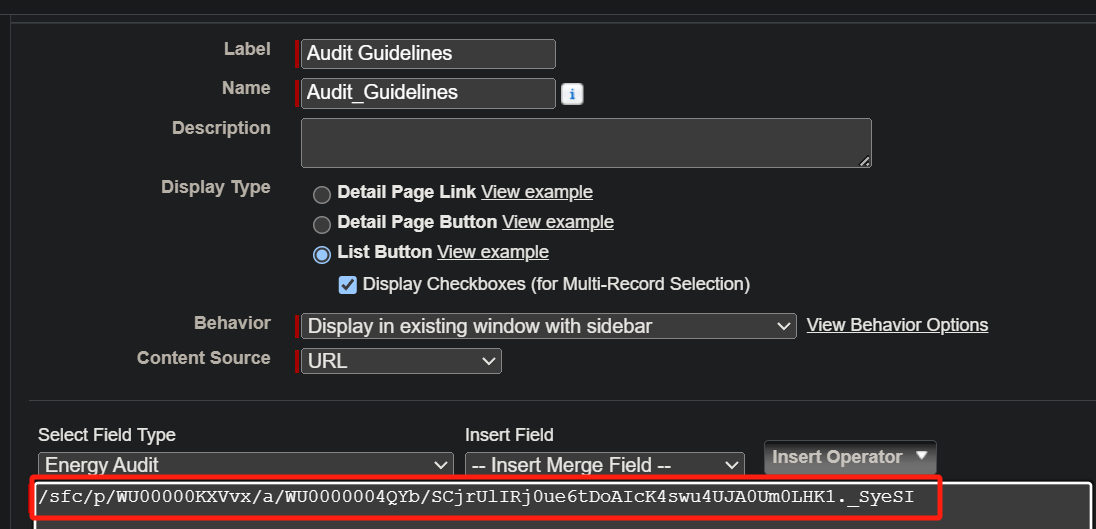 Label Audit Guidelines
Name Audit_Guidelines i
Description
Display Type
Detail Page Link View example
Detail Page Button View example
List Button View example
Display Checkboxes (for Multi-Record Selection)
Behavior Display in existing window with sidebar View Behavior Options
Content Source URL
Select Field Type Insert Field
Energy Audit -- Insert Merge Field -- Insert Operator
/sfc/p/WU00000KXVvx/a/WU0000004QYb/SCjrUlIRj0ue6tDoAIcK4swu4UJA0Um0LHK1._SyeSI